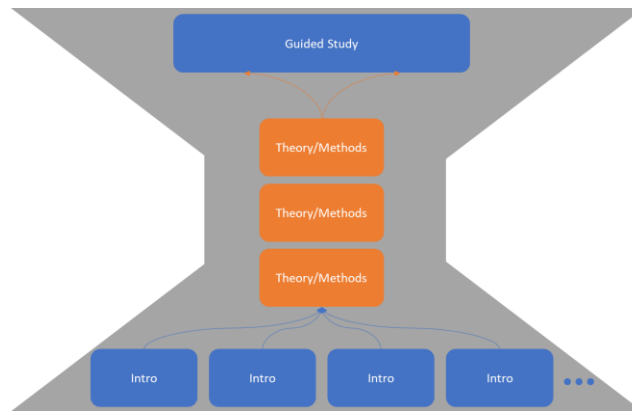 Guided Study
Theory/Methods
Theory/Methods
Theory/Methods
Intro
Intro
Intro
Intro